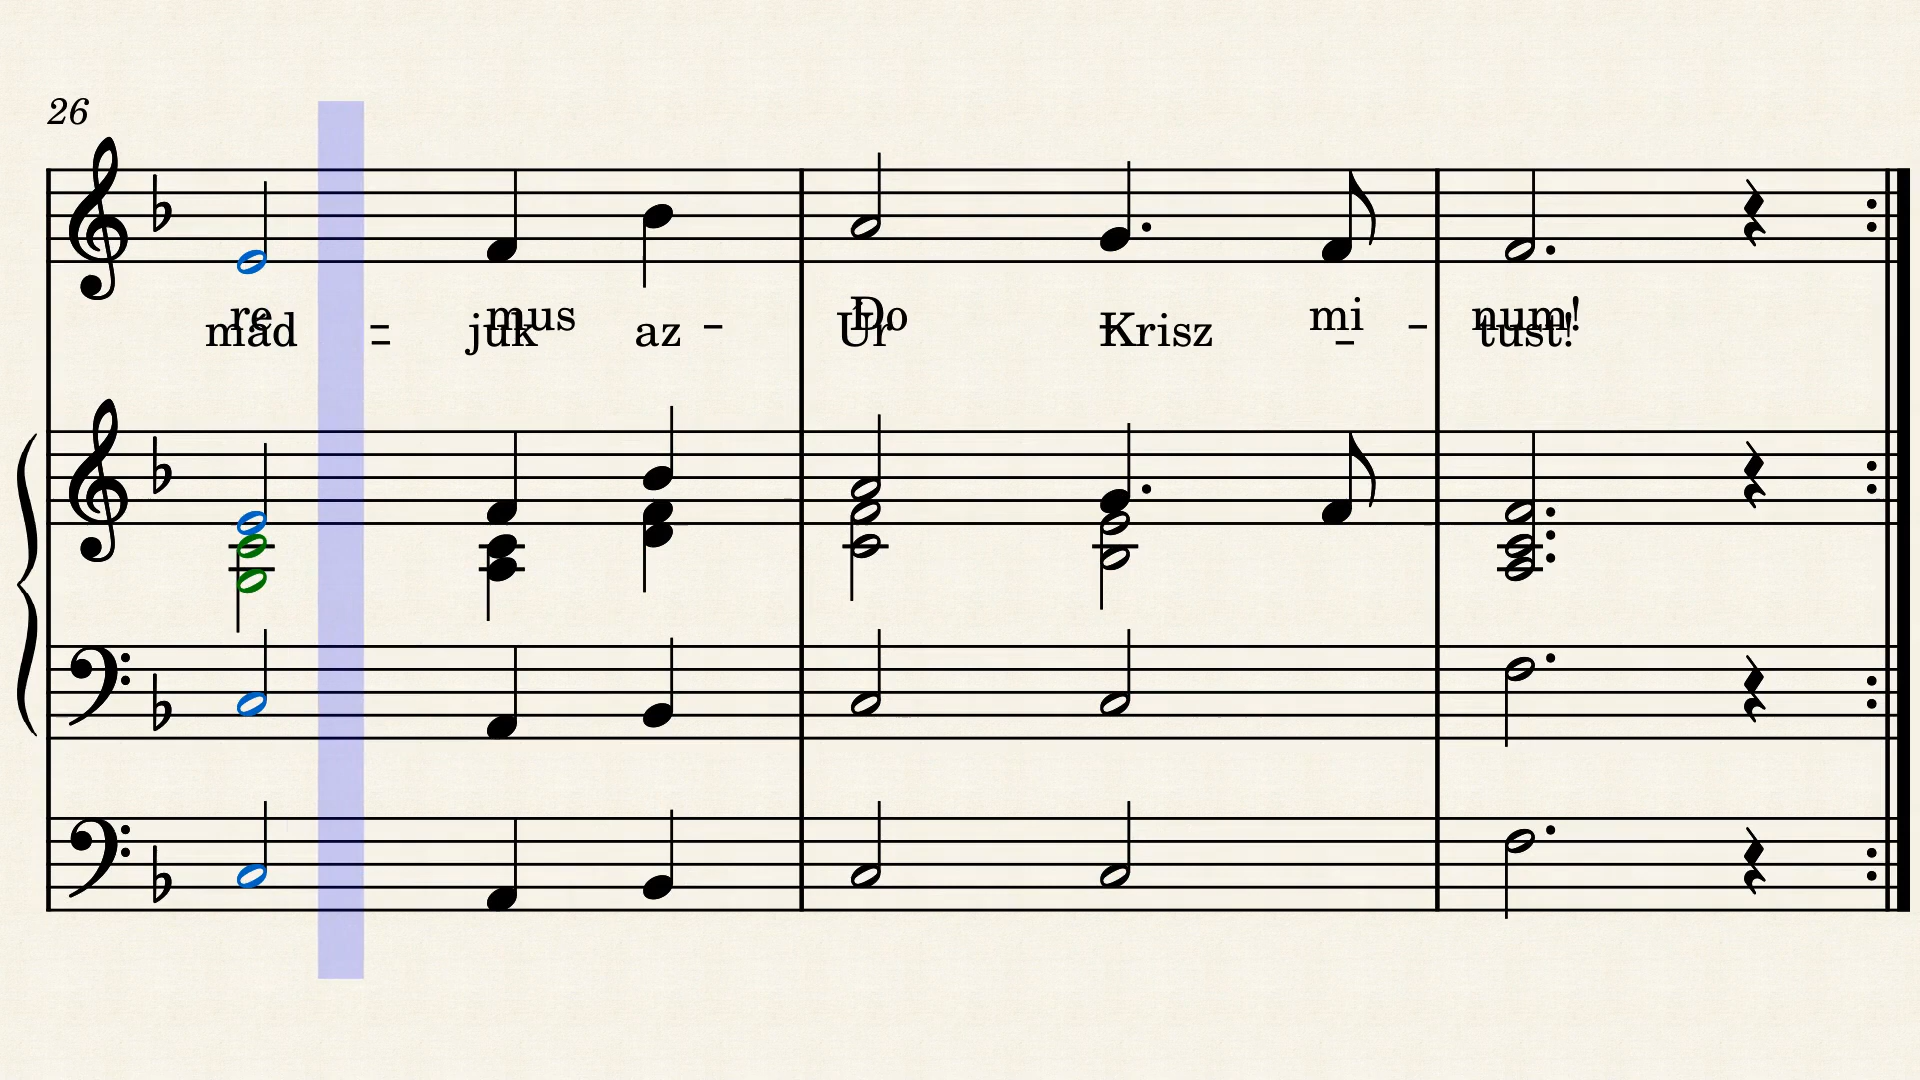 26
re – mus – Do – mi – num!
mád – juk az Úr Krisz – tust!